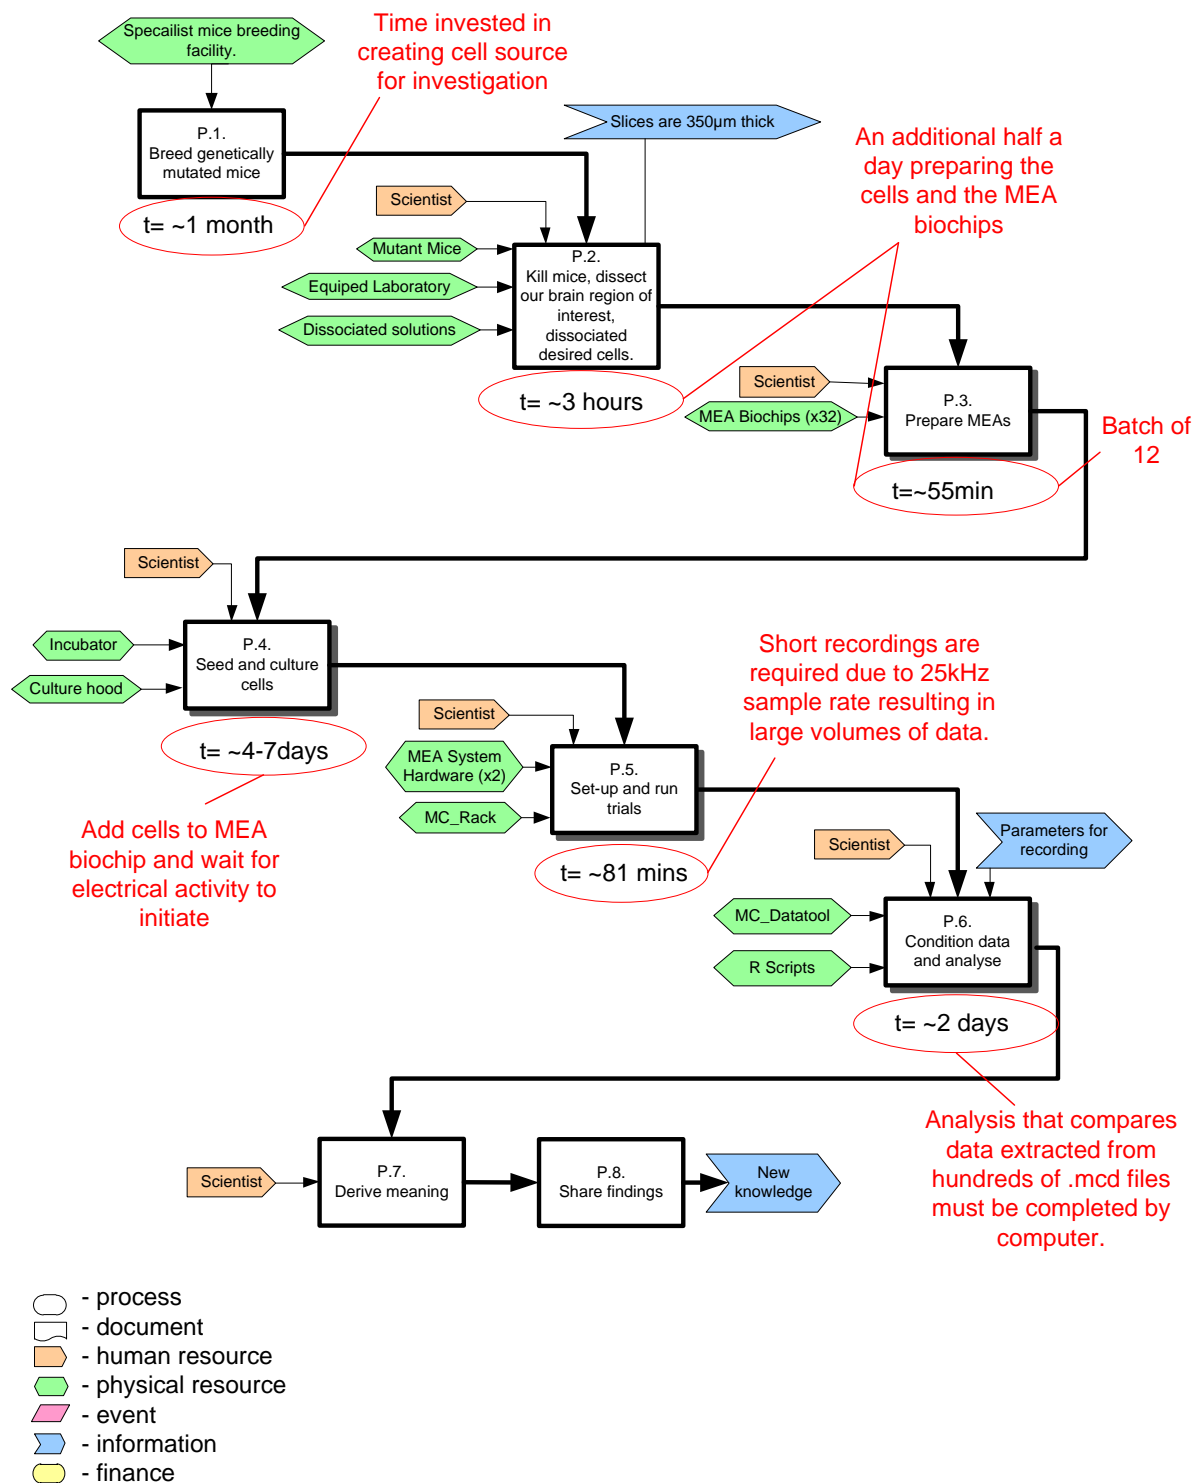 Specailist mice breeding
facility.
Time invested in
creating cell source
for investigation
P.1.
Breed genetically
mutated mice
t= ~1 month
Slices are 350µm thick
An additional half a
day preparing the
cells and the MEA
biochips
Scientist
Mutant Mice
Equiped Laboratory
Dissociated solutions
P.2.
Kill mice, dissect
our brain region of
interest,
dissociated
desired cells.
t= ~3 hours
Scientist
MEA Biochips (x32)
P.3.
Prepare MEAs
t=~55min
Batch of
12
Scientist
Incubator
Culture hood
P.4.
Seed and culture
cells
t= ~4-7days
Add cells to MEA
biochip and wait for
electrical activity to
initiate
Short recordings are
required due to 25kHz
sample rate resulting in
large volumes of data.
Scientist
MEA System
Hardware (x2)
MC_Rack
P.5.
Set-up and run
trials
t= ~81 mins
Scientist
Parameters for
recording
MC_Datatool
R Scripts
P.6.
Condition data
and analyse
t= ~2 days
Analysis that compares
data extracted from
hundreds of .mcd files
must be completed by
computer.
Scientist
P.7.
Derive meaning
P.8.
Share findings
New
knowledge
- process
- document
- human resource
- physical resource
- event
- information
- finance